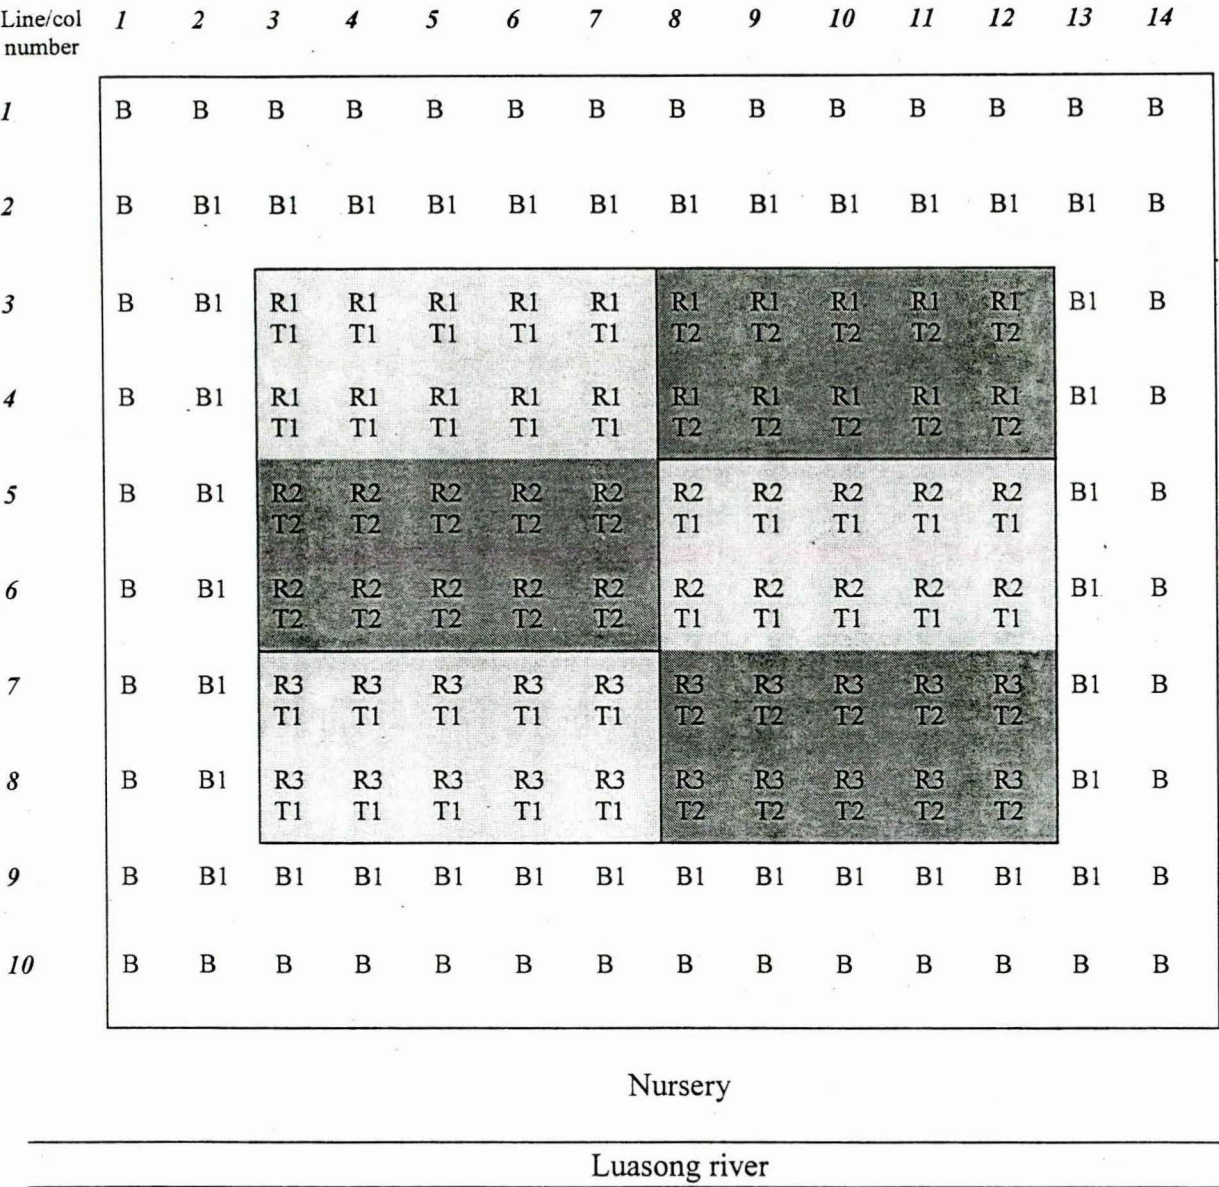 Line/col 1 2 3 4 5 6 7 8 9 10 11 12 13 14
number
1 B B B B B B B B B B B B B B
2 B B1 B1 B1 B1 B1 B1 B1 B1 B1 B1 B1 B1 B
3 B B1 R1 R1 R1 R1 R1 R1 R1 R1 R1 R1 B1 B
T1 T1 T1 T1 T1 T2 T2 T2 T2 T2
4 B B1 R1 R1 R1 R1 R1 R1 R1 R1 R1 R1 B1 B
T1 T1 T1 T1 T1 T2 T2 T2 T2 T2
5 B B1 R2 R2 R2 R2 R2 R2 R2 R2 R2 R2 B1 B
T2 T2 T2 T2 T2 T1 T1 T1 T1 T1
6 B B1 R2 R2 R2 R2 R2 R2 R2 R2 R2 R2 B1 B
T2 T2 T2 T2 T2 T1 T1 T1 T1 T1
7 B B1 R3 R3 R3 R3 R3 R3 R3 R3 R3 R3 B1 B
T1 T1 T1 T1 T1 T2 T2 T2 T2 T2
8 B B1 R3 R3 R3 R3 R3 R3 R3 R3 R3 R3 B1 B
T1 T1 T1 T1 T1 T2 T2 T2 T2 T2
9 B B1 B1 B1 B1 B1 B1 B1 B1 B1 B1 B1 B1 B
10 B B B B B B B B B B B B B B
Nursery
Luasong river